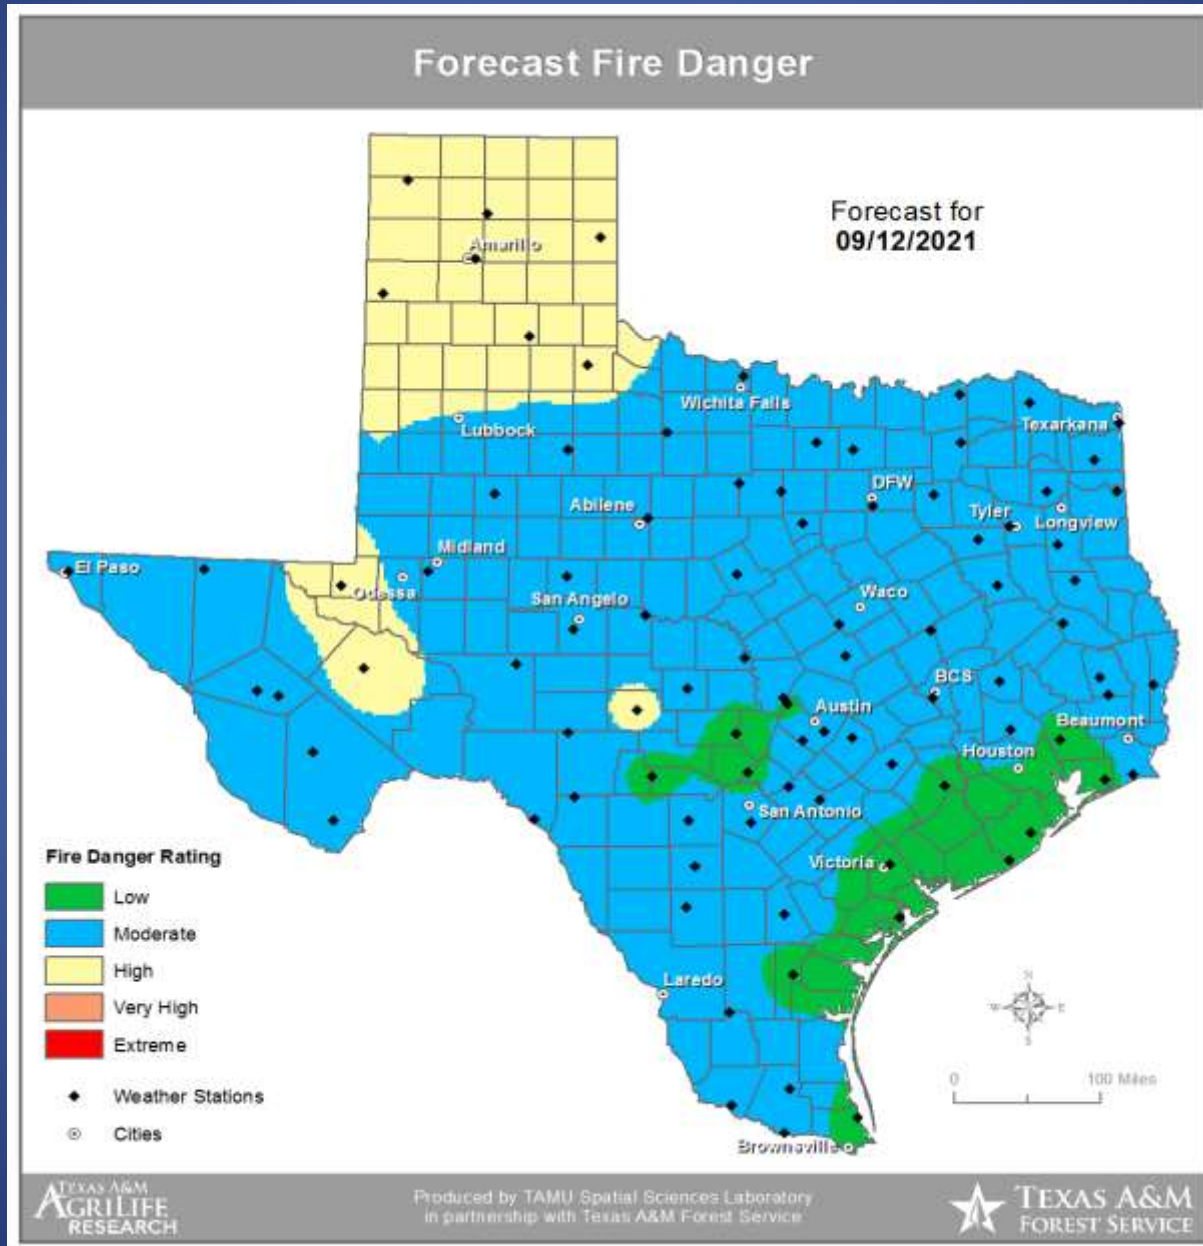 Forecast Fire Danger
Forecast for
09/12/2021
Amarillo
Wichita Falls
Lubbock
Texarkana
DFW
Abilene
Tyler
Longview
Midland
El Paso
Odessa
San Angelo
Waco
BCS
Austin
Beaumont
Houston
San Antonio
Fire Danger Rating
Victoria
Low
Moderate
High
Laredo
Very High
Extreme
N
W E
S
0 100 Miles
Weather Stations
Cities
Brownsville
TEXAS A&M
AGRILIFE
RESEARCH
Produced by TAMU Spatial Sciences Laboratory
in partnership with Texas A&M Forest Service
TEXAS A&M
FOREST SERVICE